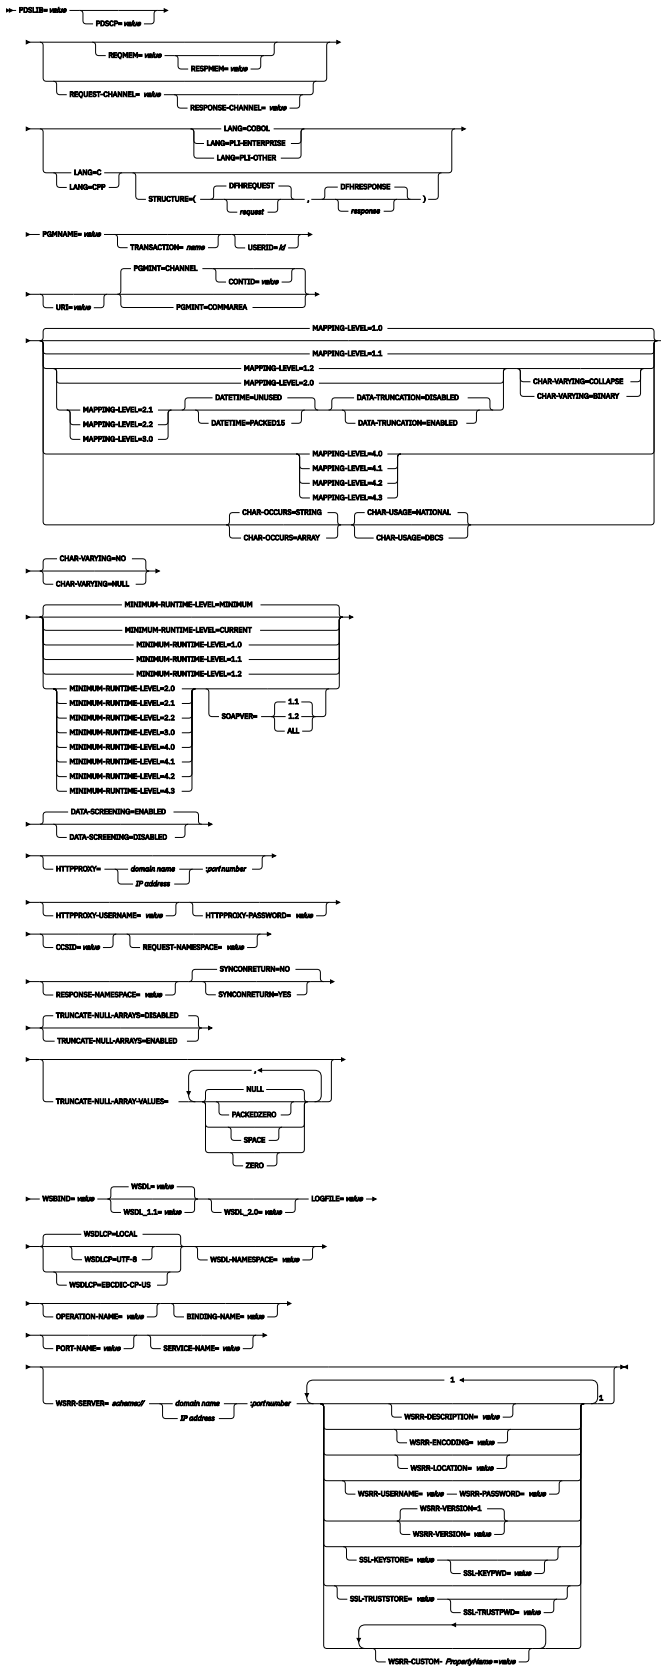 PDSLIB= value
PDSCP= value
REQMEM= value
RESPMEM= value
REQUEST-CHANNEL= value
RESPONSE-CHANNEL= value
LANG=COBOL
LANG=PLI-ENTERPRISE
LANG=PLI-OTHER
LANG=C
LANG=CPP
STRUCTURE=( DFHREQUEST request , DFHRESPONSE response )
PGMNAME= value
TRANSACTION= name
USERID= id
URI= value
PGMINT=CHANNEL
CONTID= value
PGMINT=COMMAREA
MAPPING-LEVEL=1.0
MAPPING-LEVEL=1.1
MAPPING-LEVEL=1.2
MAPPING-LEVEL=2.0
MAPPING-LEVEL=2.1
MAPPING-LEVEL=2.2
MAPPING-LEVEL=3.0
DATETIME=UNUSED
DATETIME=PACKED15
DATA-TRUNCATION=DISABLED
DATA-TRUNCATION=ENABLED
CHAR-VARYING=COLLAPSE
CHAR-VARYING=BINARY
MAPPING-LEVEL=4.0
MAPPING-LEVEL=4.1
MAPPING-LEVEL=4.2
MAPPING-LEVEL=4.3
CHAR-OCCURS=STRING
CHAR-OCCURS=ARRAY
CHAR-USAGE=NATIONAL
CHAR-USAGE=DBCS
CHAR-VARYING=NO
CHAR-VARYING=NULL
MINIMUM-RUNTIME-LEVEL=MINIMUM
MINIMUM-RUNTIME-LEVEL=CURRENT
MINIMUM-RUNTIME-LEVEL=1.0
MINIMUM-RUNTIME-LEVEL=1.1
MINIMUM-RUNTIME-LEVEL=1.2
MINIMUM-RUNTIME-LEVEL=2.0
MINIMUM-RUNTIME-LEVEL=2.1
MINIMUM-RUNTIME-LEVEL=2.2
MINIMUM-RUNTIME-LEVEL=3.0
MINIMUM-RUNTIME-LEVEL=4.0
MINIMUM-RUNTIME-LEVEL=4.1
MINIMUM-RUNTIME-LEVEL=4.2
MINIMUM-RUNTIME-LEVEL=4.3
SOAPVER=
1.1
1.2
ALL
DATA-SCREENING=ENABLED
DATA-SCREENING=DISABLED
HTTPPROXY= domain name :port number
IP address
HTTPPROXY-USERNAME= value
HTTPPROXY-PASSWORD= value
CCSID= value
REQUEST-NAMESPACE= value
RESPONSE-NAMESPACE= value
SYNCONRETURN=NO
SYNCONRETURN=YES
TRUNCATE-NULL-ARRAYS=DISABLED
TRUNCATE-NULL-ARRAYS=ENABLED
TRUNCATE-NULL-ARRAY-VALUES=
,
NULL
PACKEDZERO
SPACE
ZERO
WSBIND= value
WSDL= value
WSDL_1.1= value
WSDL_2.0= value
LOGFILE= value
WSDLCP=LOCAL
WSDLCP=UTF-8
WSDLCP=EBCDIC-CP-US
WSDL-NAMESPACE= value
OPERATION-NAME= value
BINDING-NAME= value
PORT-NAME= value
SERVICE-NAME= value
WSRR-SERVER= scheme:// domain name :port number
IP address
1
1
WSRR-DESCRIPTION= value
WSRR-ENCODING= value
WSRR-LOCATION= value
WSRR-USERNAME= value WSRR-PASSWORD= value
WSRR-VERSION=1
WSRR-VERSION= value
SSL-KEYSTORE= value
SSL-KEYPWD= value
SSL-TRUSTSTORE= value
SSL-TRUSTPWD= value
WSRR-CUSTOM- PropertyName =value